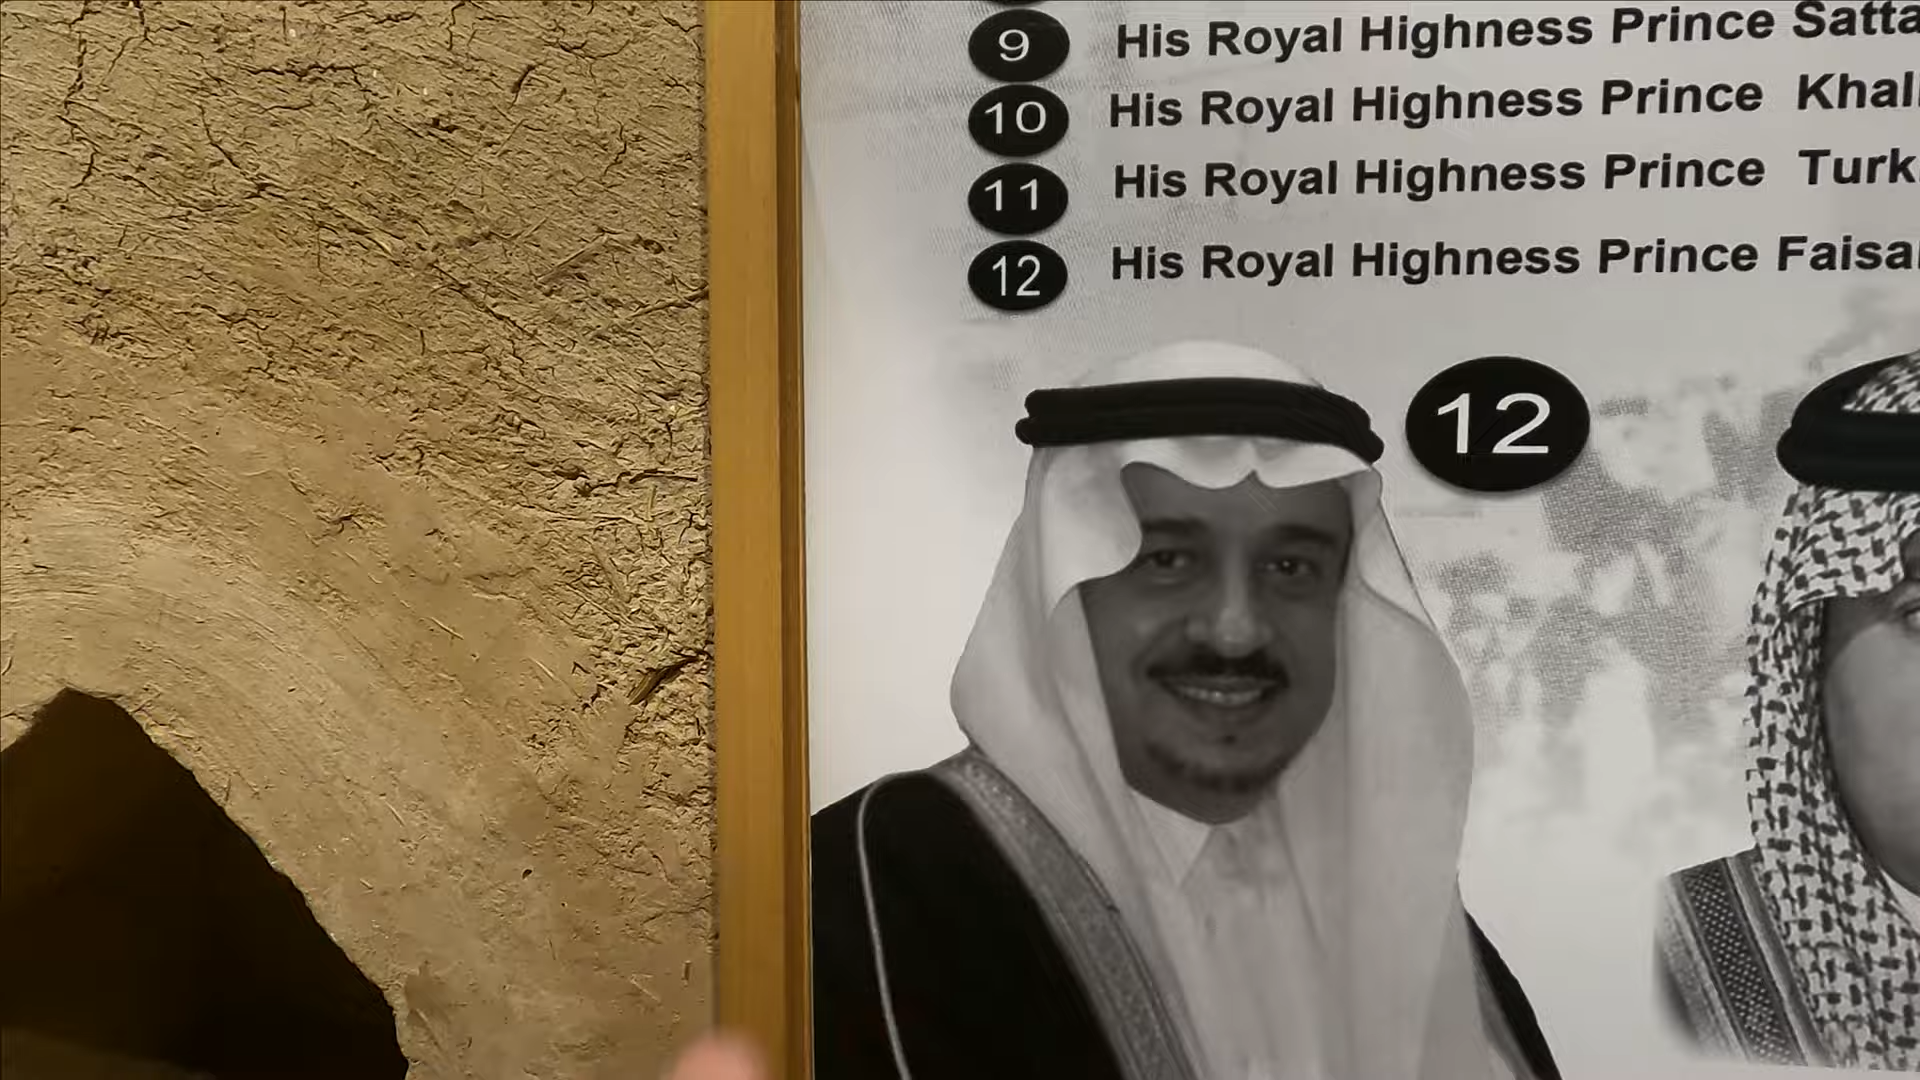 9 His Royal Highness Prince
10 His Royal Highness Prince
11 His Royal Highness Prince
12 His Royal Highness Prince
12